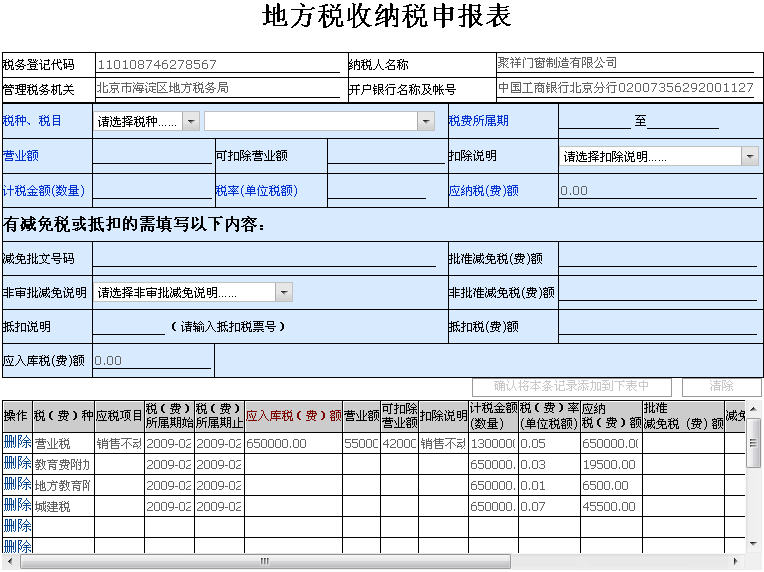 地方税收纳税申报表
税务登记代码 110108746278567 纳税人名称 聚祥门窗制造有限公司
管理税务机关 北京市海淀区地方税务局 开户银行名称及帐号 中国工商银行北京分行02007356292001127
税种、税目 请选择税种...... 税费所属期 至
营业额 可扣除营业额 扣除说明 请选择扣除说明......
计税金额(数量) 税率(单位税额) 应纳税(费)额 0.00
有减免税或抵扣的需填写以下内容：
减免批文号码 批准减免税(费)额
非审批减免说明 请选择非审批减免说明...... 非批准减免税(费)额
抵扣说明 （请输入抵扣税票号） 抵扣税(费)额
应入库税(费)额 0.00
确认将本条记录添加到下表中 清除
操作 税（费）种 应税项目 税（费）所属期始 税（费）所属期止 应入库税（费）额 营业额 可扣除营业额 扣除说明 计税金额(数量) 税（费）率(单位税额) 应纳税（费）额 批准减免税（费）额 减免
删除 营业税 销售不动 2009-02 2009-02 650000.00 55000 42000 销售不动 1300000 0.05 650000.00
删除 教育费附加 2009-02 2009-02 650000. 0.03 19500.00
删除 地方教育附 2009-02 2009-02 650000. 0.01 6500.00
删除 城建税 2009-02 2009-02 650000. 0.07 45500.00
删除
删除